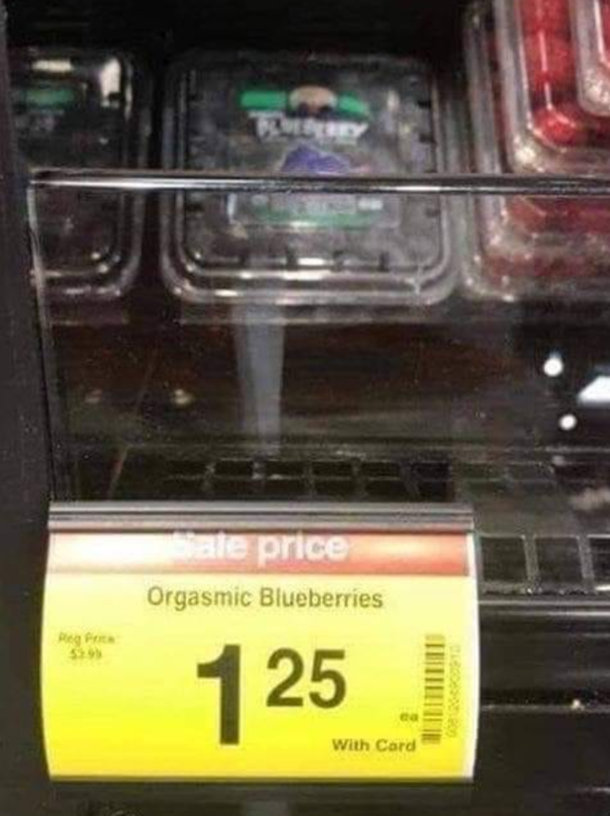 Sale price
Orgasmic Blueberries
Reg Price
$3.99
1 25
ea
With Card